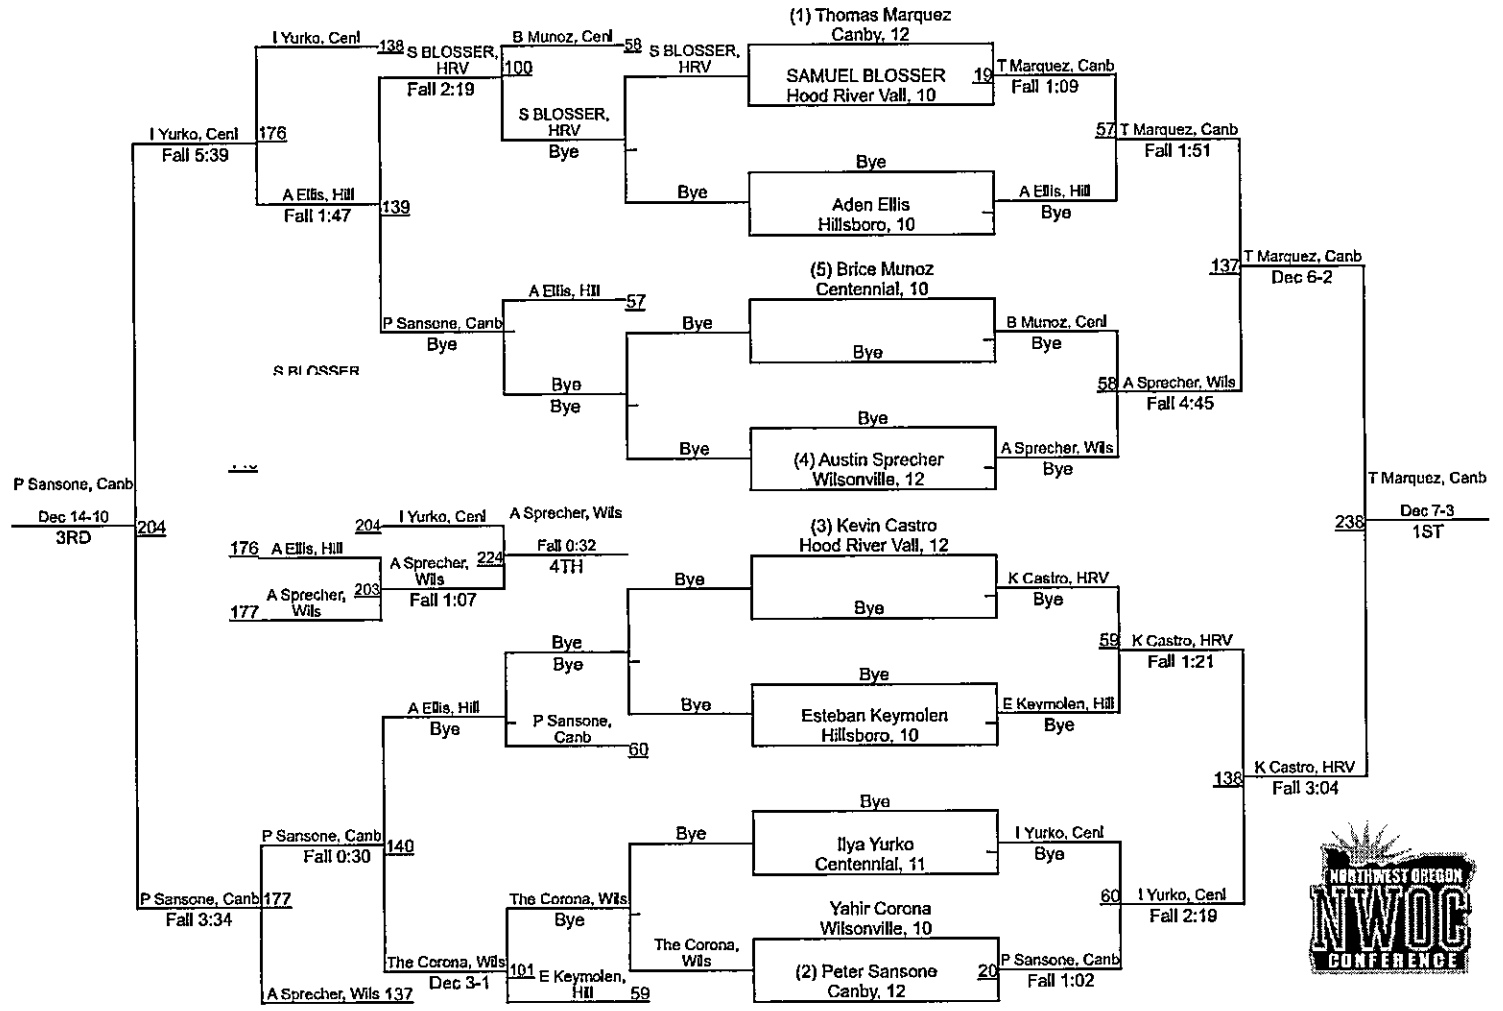 (1) Thomas Marquez
Canby, 12
I Yurko, Cenl
138
S BLOSSER,
HRV
Fall 2:19
B Munoz, Cenl
58
S BLOSSER,
HRV
100
SAMUEL BLOSSER
Hood River Vall, 10
19
T Marquez, Canb
Fall 1:09
S BLOSSER,
HRV
Bye
I Yurko, Cenl
Fall 5:39
176
57
T Marquez, Canb
Fall 1:51
Bye
Bye
Aden Ellis
Hillsboro, 10
A Ellis, Hill
Bye
A Ellis, Hill
Fall 1:47
139
(5) Brice Munoz
Centennial, 10
137
T Marquez, Canb
Dec 6-2
A Ellis, Hill
57
P Sansone, Canb
Bye
Bye
Bye
B Munoz, Cenl
Bye
S BLOSSER
Bye
Bye
58
A Sprecher, Wils
Fall 4:45
Bye
Bye
(4) Austin Sprecher
Wilsonville, 12
A Sprecher, Wils
Bye
P Sansone, Canb
Dec 14-10
3RD
204
T Marquez, Canb
Dec 7-3
1ST
238
204
I Yurko, Cenl
A Sprecher, Wils
Fall 0:32
4TH
224
176
A Ellis, Hill
A Sprecher,
Wils
Fall 1:07
203
177
A Sprecher,
Wils
(3) Kevin Castro
Hood River Vall, 12
Bye
Bye
K Castro, HRV
Bye
Bye
Bye
59
K Castro, HRV
Fall 1:21
Bye
Bye
Esteban Keymolen
Hillsboro, 10
E Keymolen, Hill
Bye
A Ellis, Hill
Bye
P Sansone,
Canb
60
138
K Castro, HRV
Fall 3:04
Bye
Bye
Ilya Yurko
Centennial, 11
I Yurko, Cenl
Bye
P Sansone, Canb
Fall 0:30
140
P Sansone, Canb
Fall 3:34
177
The Corona, Wils
Bye
Yahir Corona
Wilsonville, 10
60
I Yurko, Cenl
Fall 2:19
The Corona,
Wils
(2) Peter Sansone
Canby, 12
20
P Sansone, Canb
Fall 1:02
The Corona, Wils
Dec 3-1
101
E Keymolen,
Hill
59
A Sprecher, Wils
137
NORTHWEST OREGON
NWOC
CONFERENCE